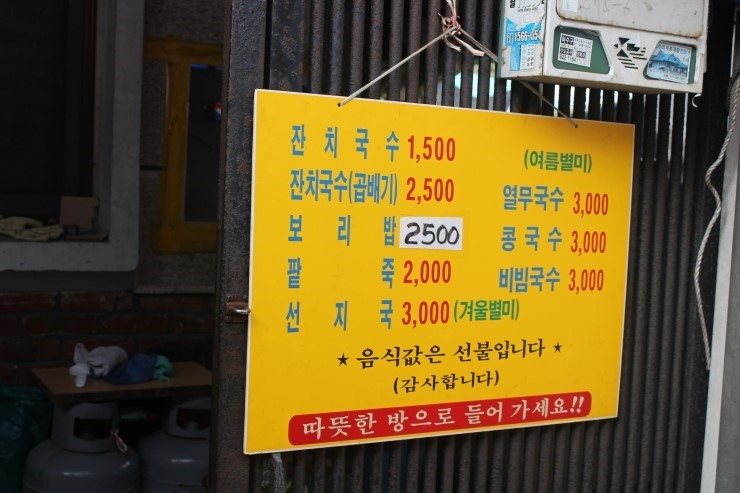 잔치국수 1,500
잔치국수(곱배기) 2,500
보리밥 2500
팥죽 2,000
선지국 3,000 (겨울별미)
(여름별미)
열무국수 3,000
콩국수 3,000
비빔국수 3,000
★ 음식값은 선불입니다 ★
(감사합니다)
따뜻한 방으로 들어 가세요!!